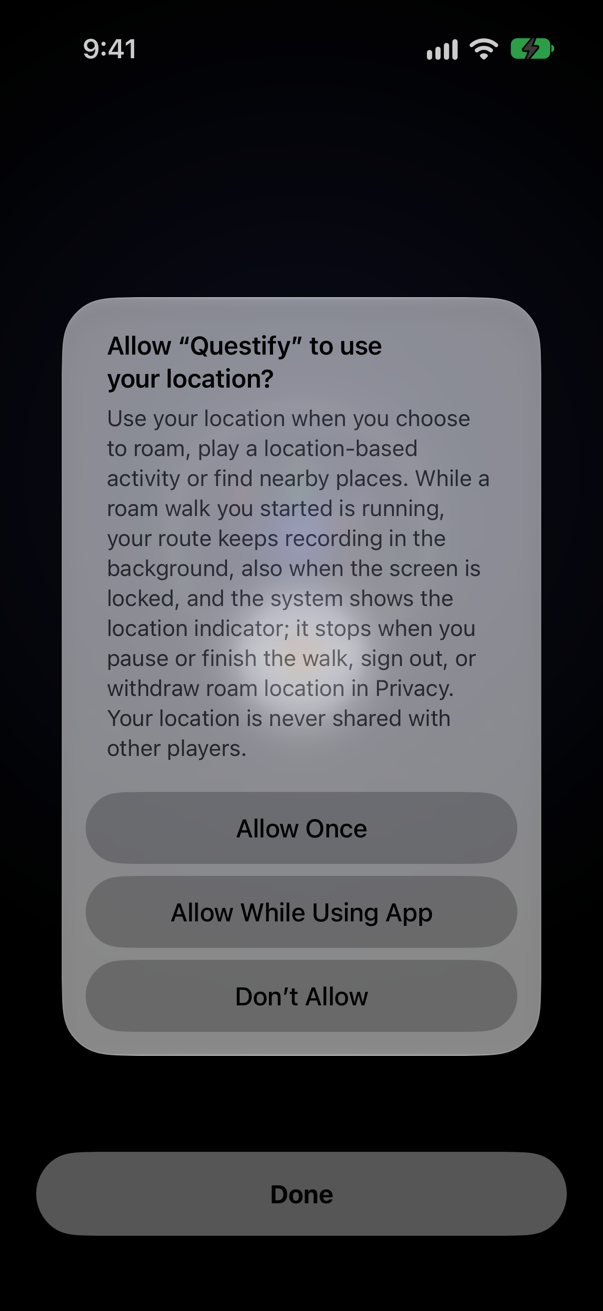 9:41
Allow “Questify” to use
your location?
Use your location when you choose
to roam, play a location-based
activity or find nearby places. While a
roam walk you started is running,
your route keeps recording in the
background, also when the screen is
locked, and the system shows the
location indicator; it stops when you
pause or finish the walk, sign out, or
withdraw roam location in Privacy.
Your location is never shared with
other players.
Allow Once
Allow While Using App
Don’t Allow
Done